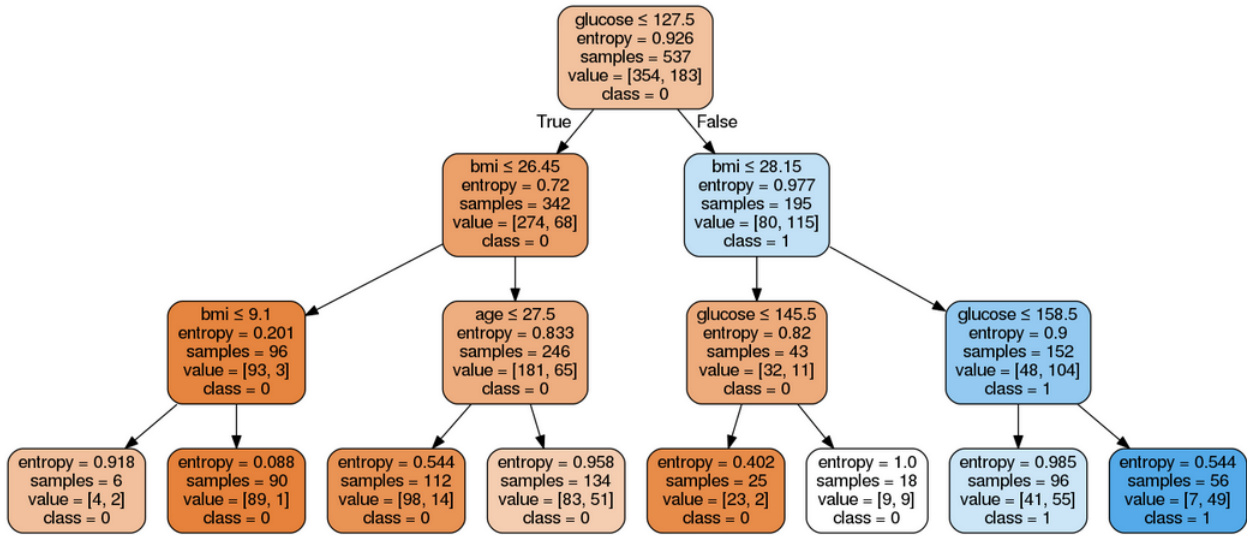 glucose ≤ 127.5
entropy = 0.926
samples = 537
value = [354, 183]
class = 0
True
False
bmi ≤ 26.45
entropy = 0.72
samples = 342
value = [274, 68]
class = 0
bmi ≤ 28.15
entropy = 0.977
samples = 195
value = [80, 115]
class = 1
bmi ≤ 9.1
entropy = 0.201
samples = 96
value = [93, 3]
class = 0
age ≤ 27.5
entropy = 0.833
samples = 246
value = [181, 65]
class = 0
glucose ≤ 145.5
entropy = 0.82
samples = 43
value = [32, 11]
class = 0
glucose ≤ 158.5
entropy = 0.9
samples = 152
value = [48, 104]
class = 1
entropy = 0.918
samples = 6
value = [4, 2]
class = 0
entropy = 0.088
samples = 90
value = [89, 1]
class = 0
entropy = 0.544
samples = 112
value = [98, 14]
class = 0
entropy = 0.958
samples = 134
value = [83, 51]
class = 0
entropy = 0.402
samples = 25
value = [23, 2]
class = 0
entropy = 1.0
samples = 18
value = [9, 9]
class = 0
entropy = 0.985
samples = 96
value = [41, 55]
class = 1
entropy = 0.544
samples = 56
value = [7, 49]
class = 1